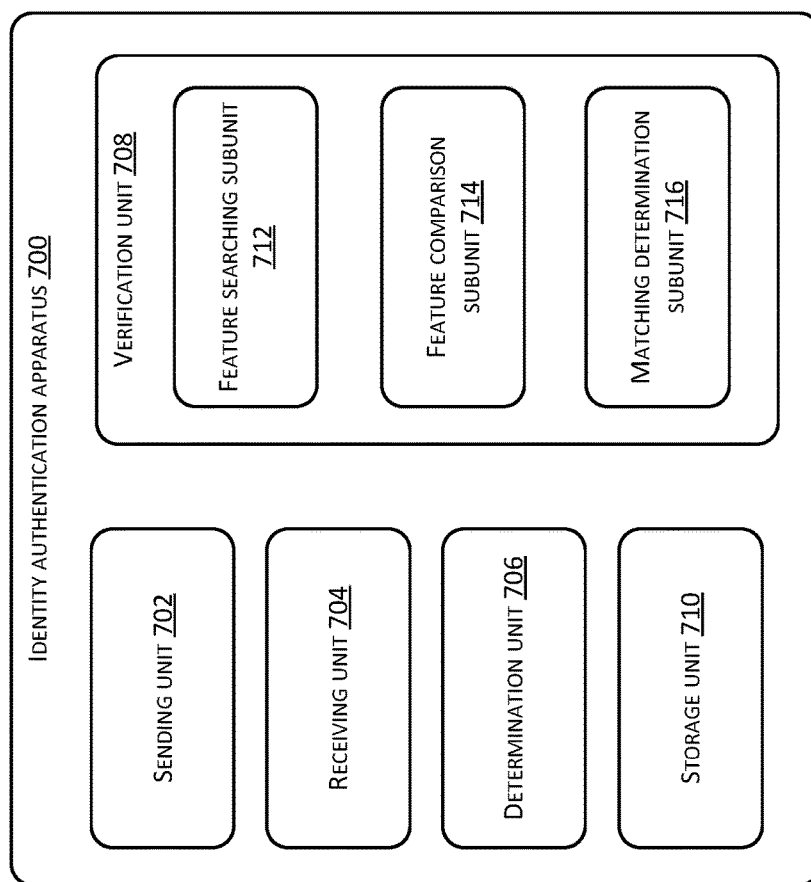 IDENTITY AUTHENTICATION APPARATUS 700
SENDING UNIT 702
RECEIVING UNIT 704
DETERMINATION UNIT 706
STORAGE UNIT 710
VERIFICATION UNIT 708
FEATURE SEARCHING SUBUNIT
712
FEATURE COMPARISON
SUBUNIT 714
MATCHING DETERMINATION
SUBUNIT 716